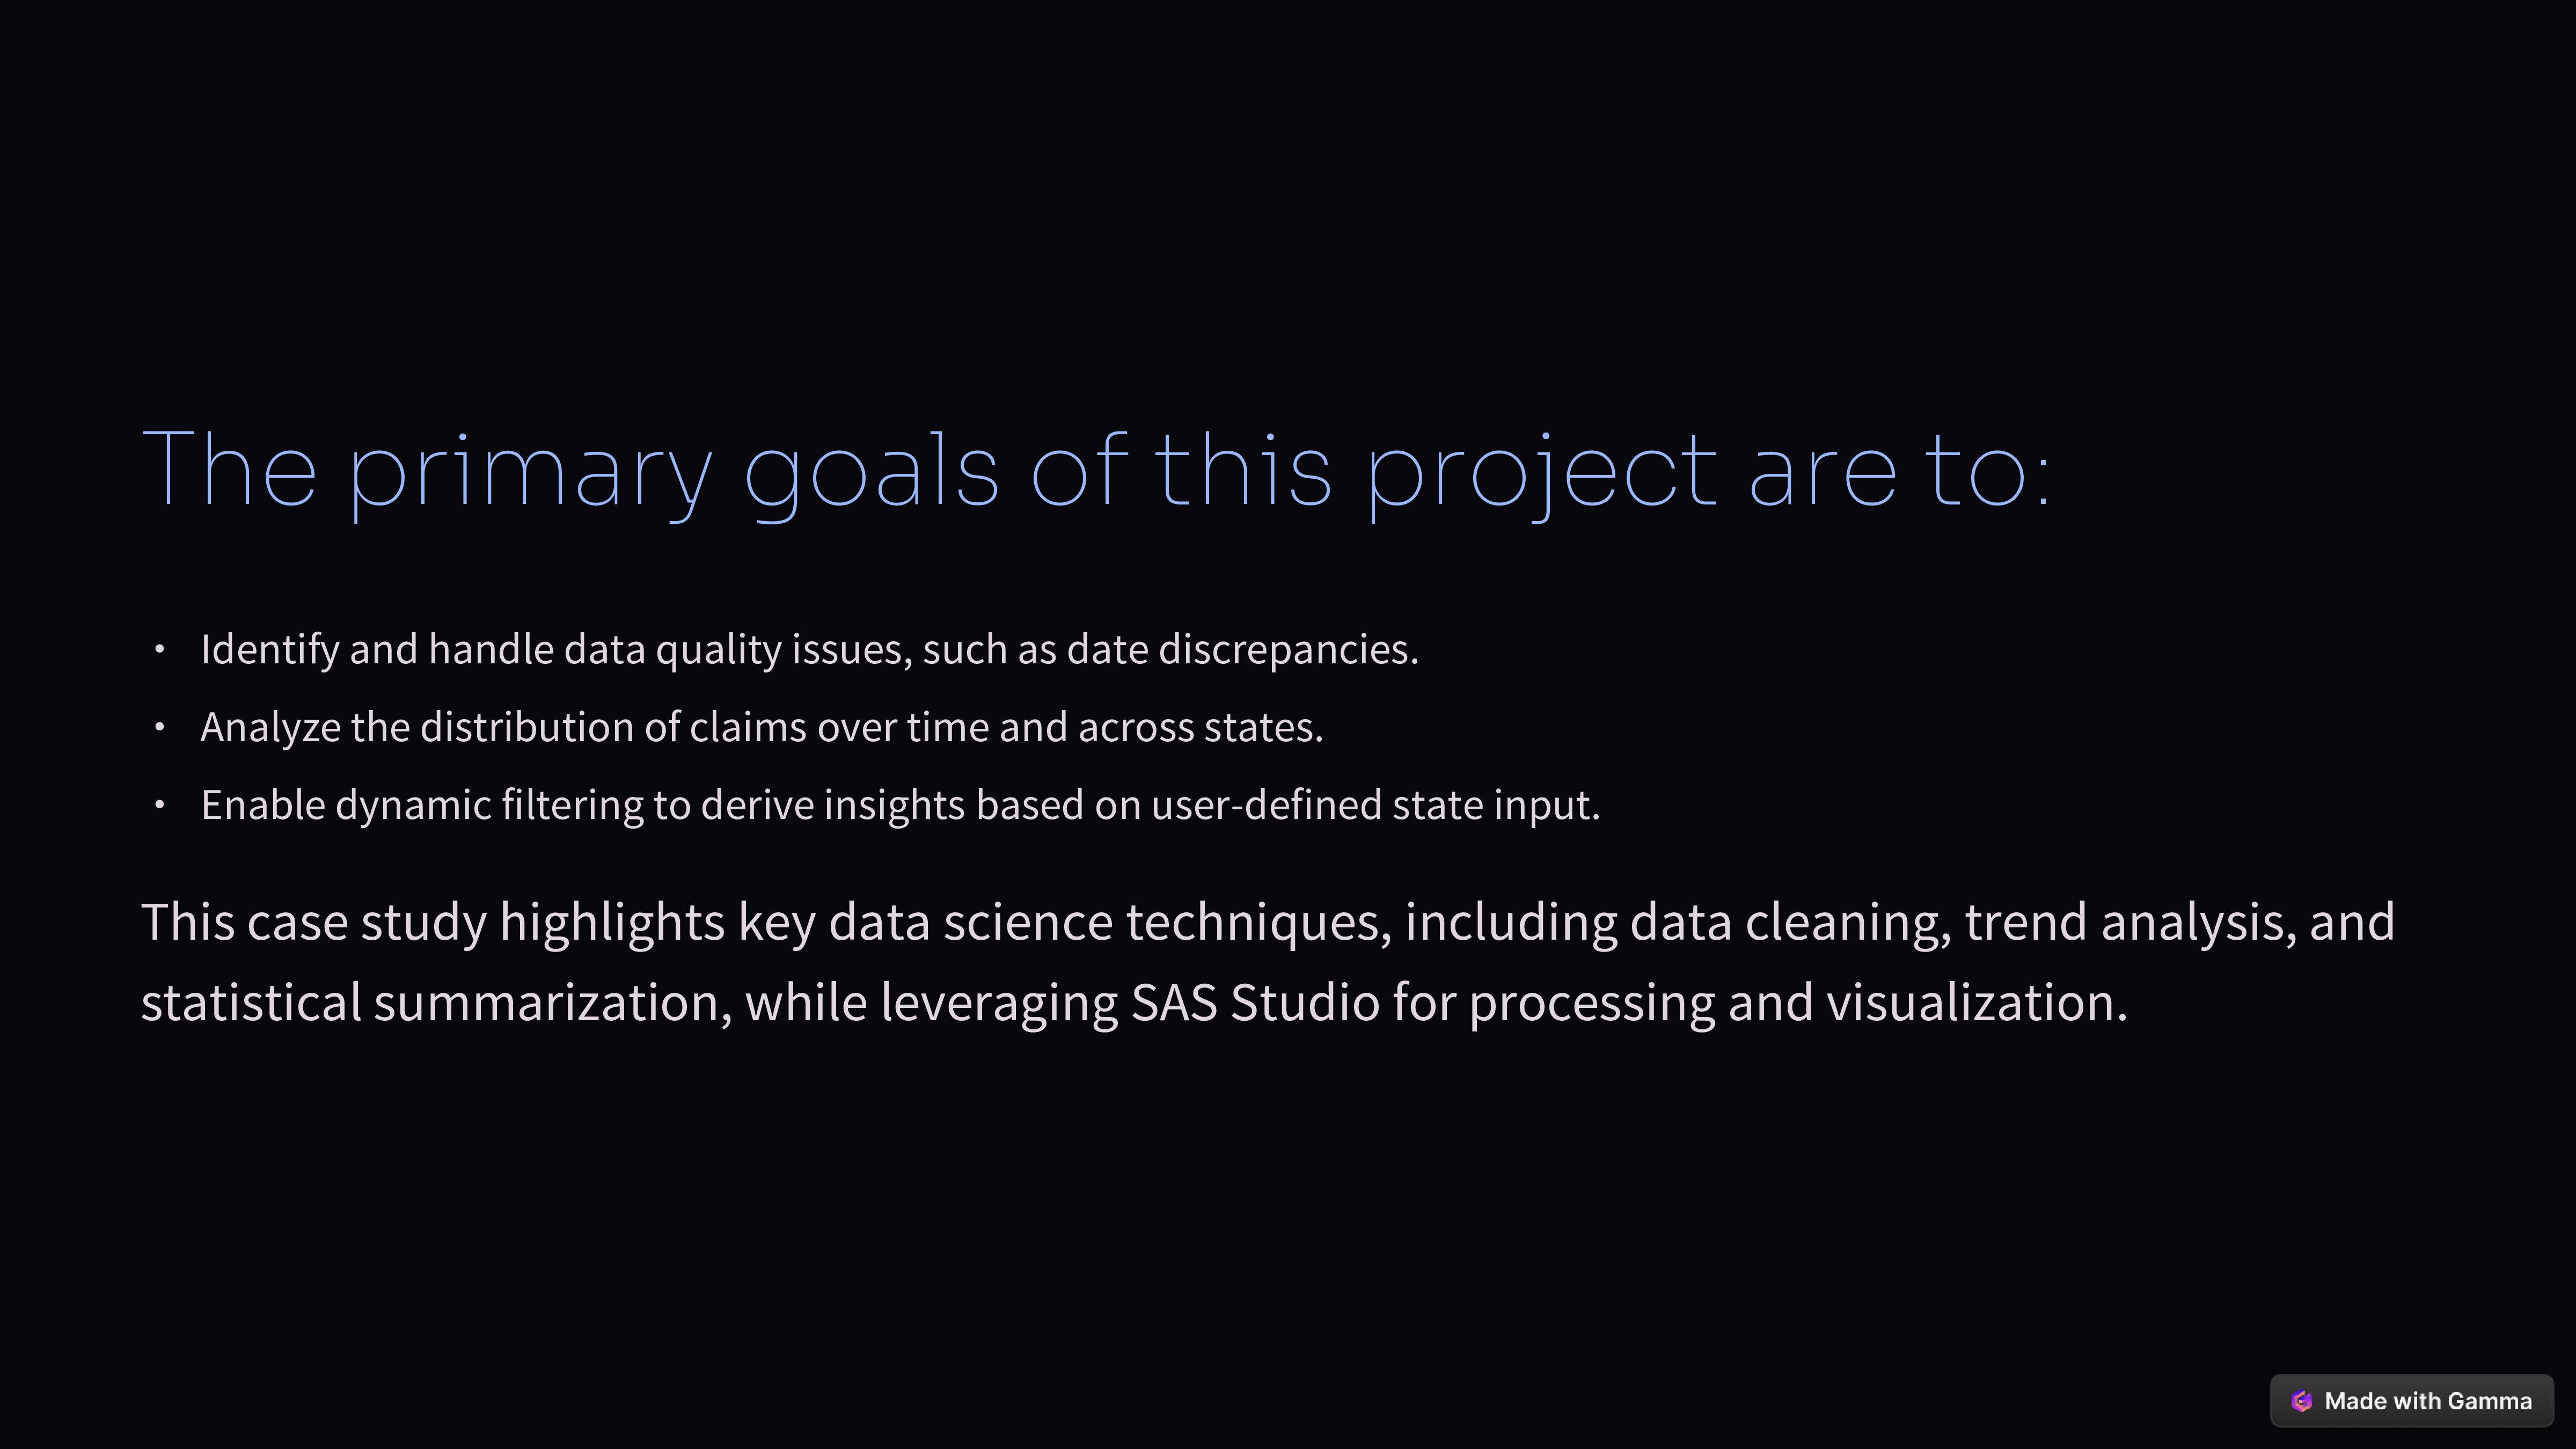 The primary goals of this project are to:
• Identify and handle data quality issues, such as date discrepancies.
• Analyze the distribution of claims over time and across states.
• Enable dynamic filtering to derive insights based on user-defined state input.
This case study highlights key data science techniques, including data cleaning, trend analysis, and
statistical summarization, while leveraging SAS Studio for processing and visualization.
Made with Gamma